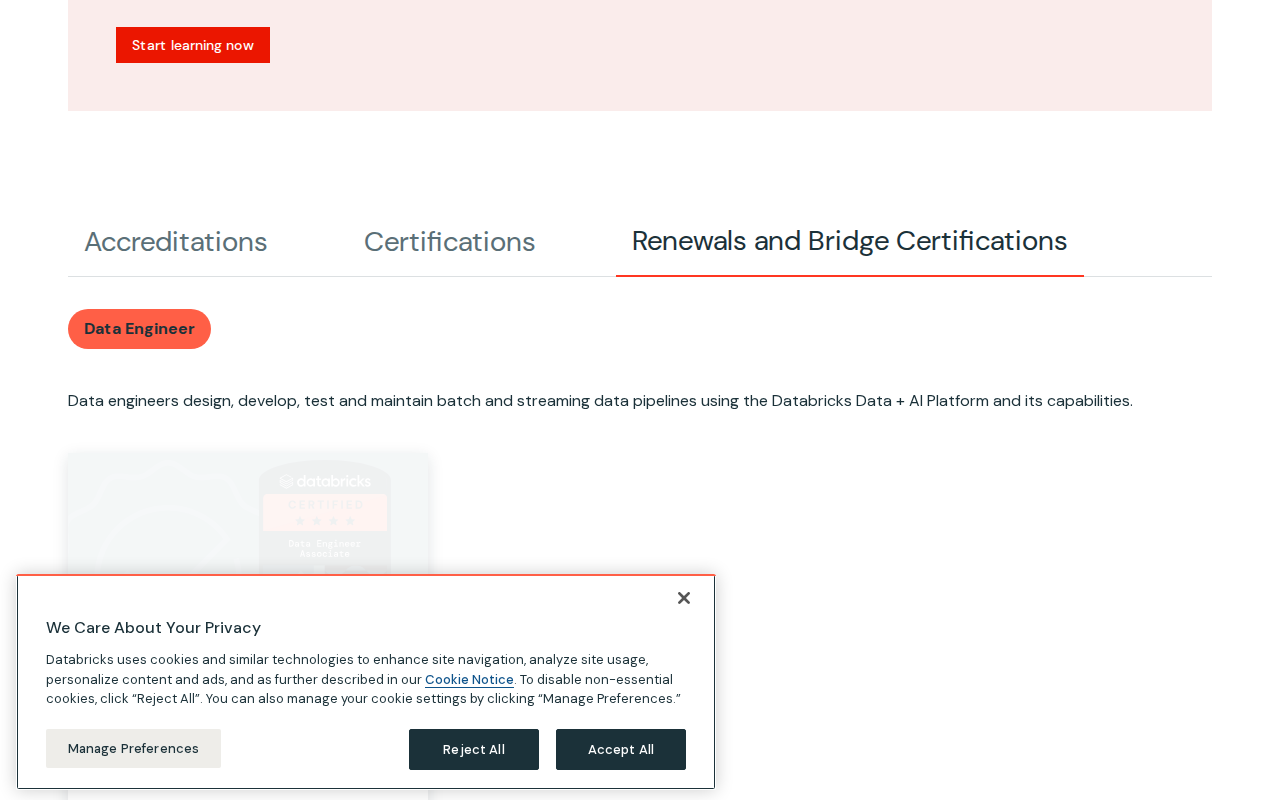 Start learning now
Accreditations
Certifications
Renewals and Bridge Certifications
Data Engineer
Data engineers design, develop, test and maintain batch and streaming data pipelines using the Databricks Data + AI Platform and its capabilities.
databricks
CERTIFIED
Data Engineer
Associate
We Care About Your Privacy
Databricks uses cookies and similar technologies to enhance site navigation, analyze site usage,
personalize content and ads, and as further described in our Cookie Notice. To disable non-essential
cookies, click “Reject All”. You can also manage your cookie settings by clicking “Manage Preferences.”
Manage Preferences
Reject All
Accept All